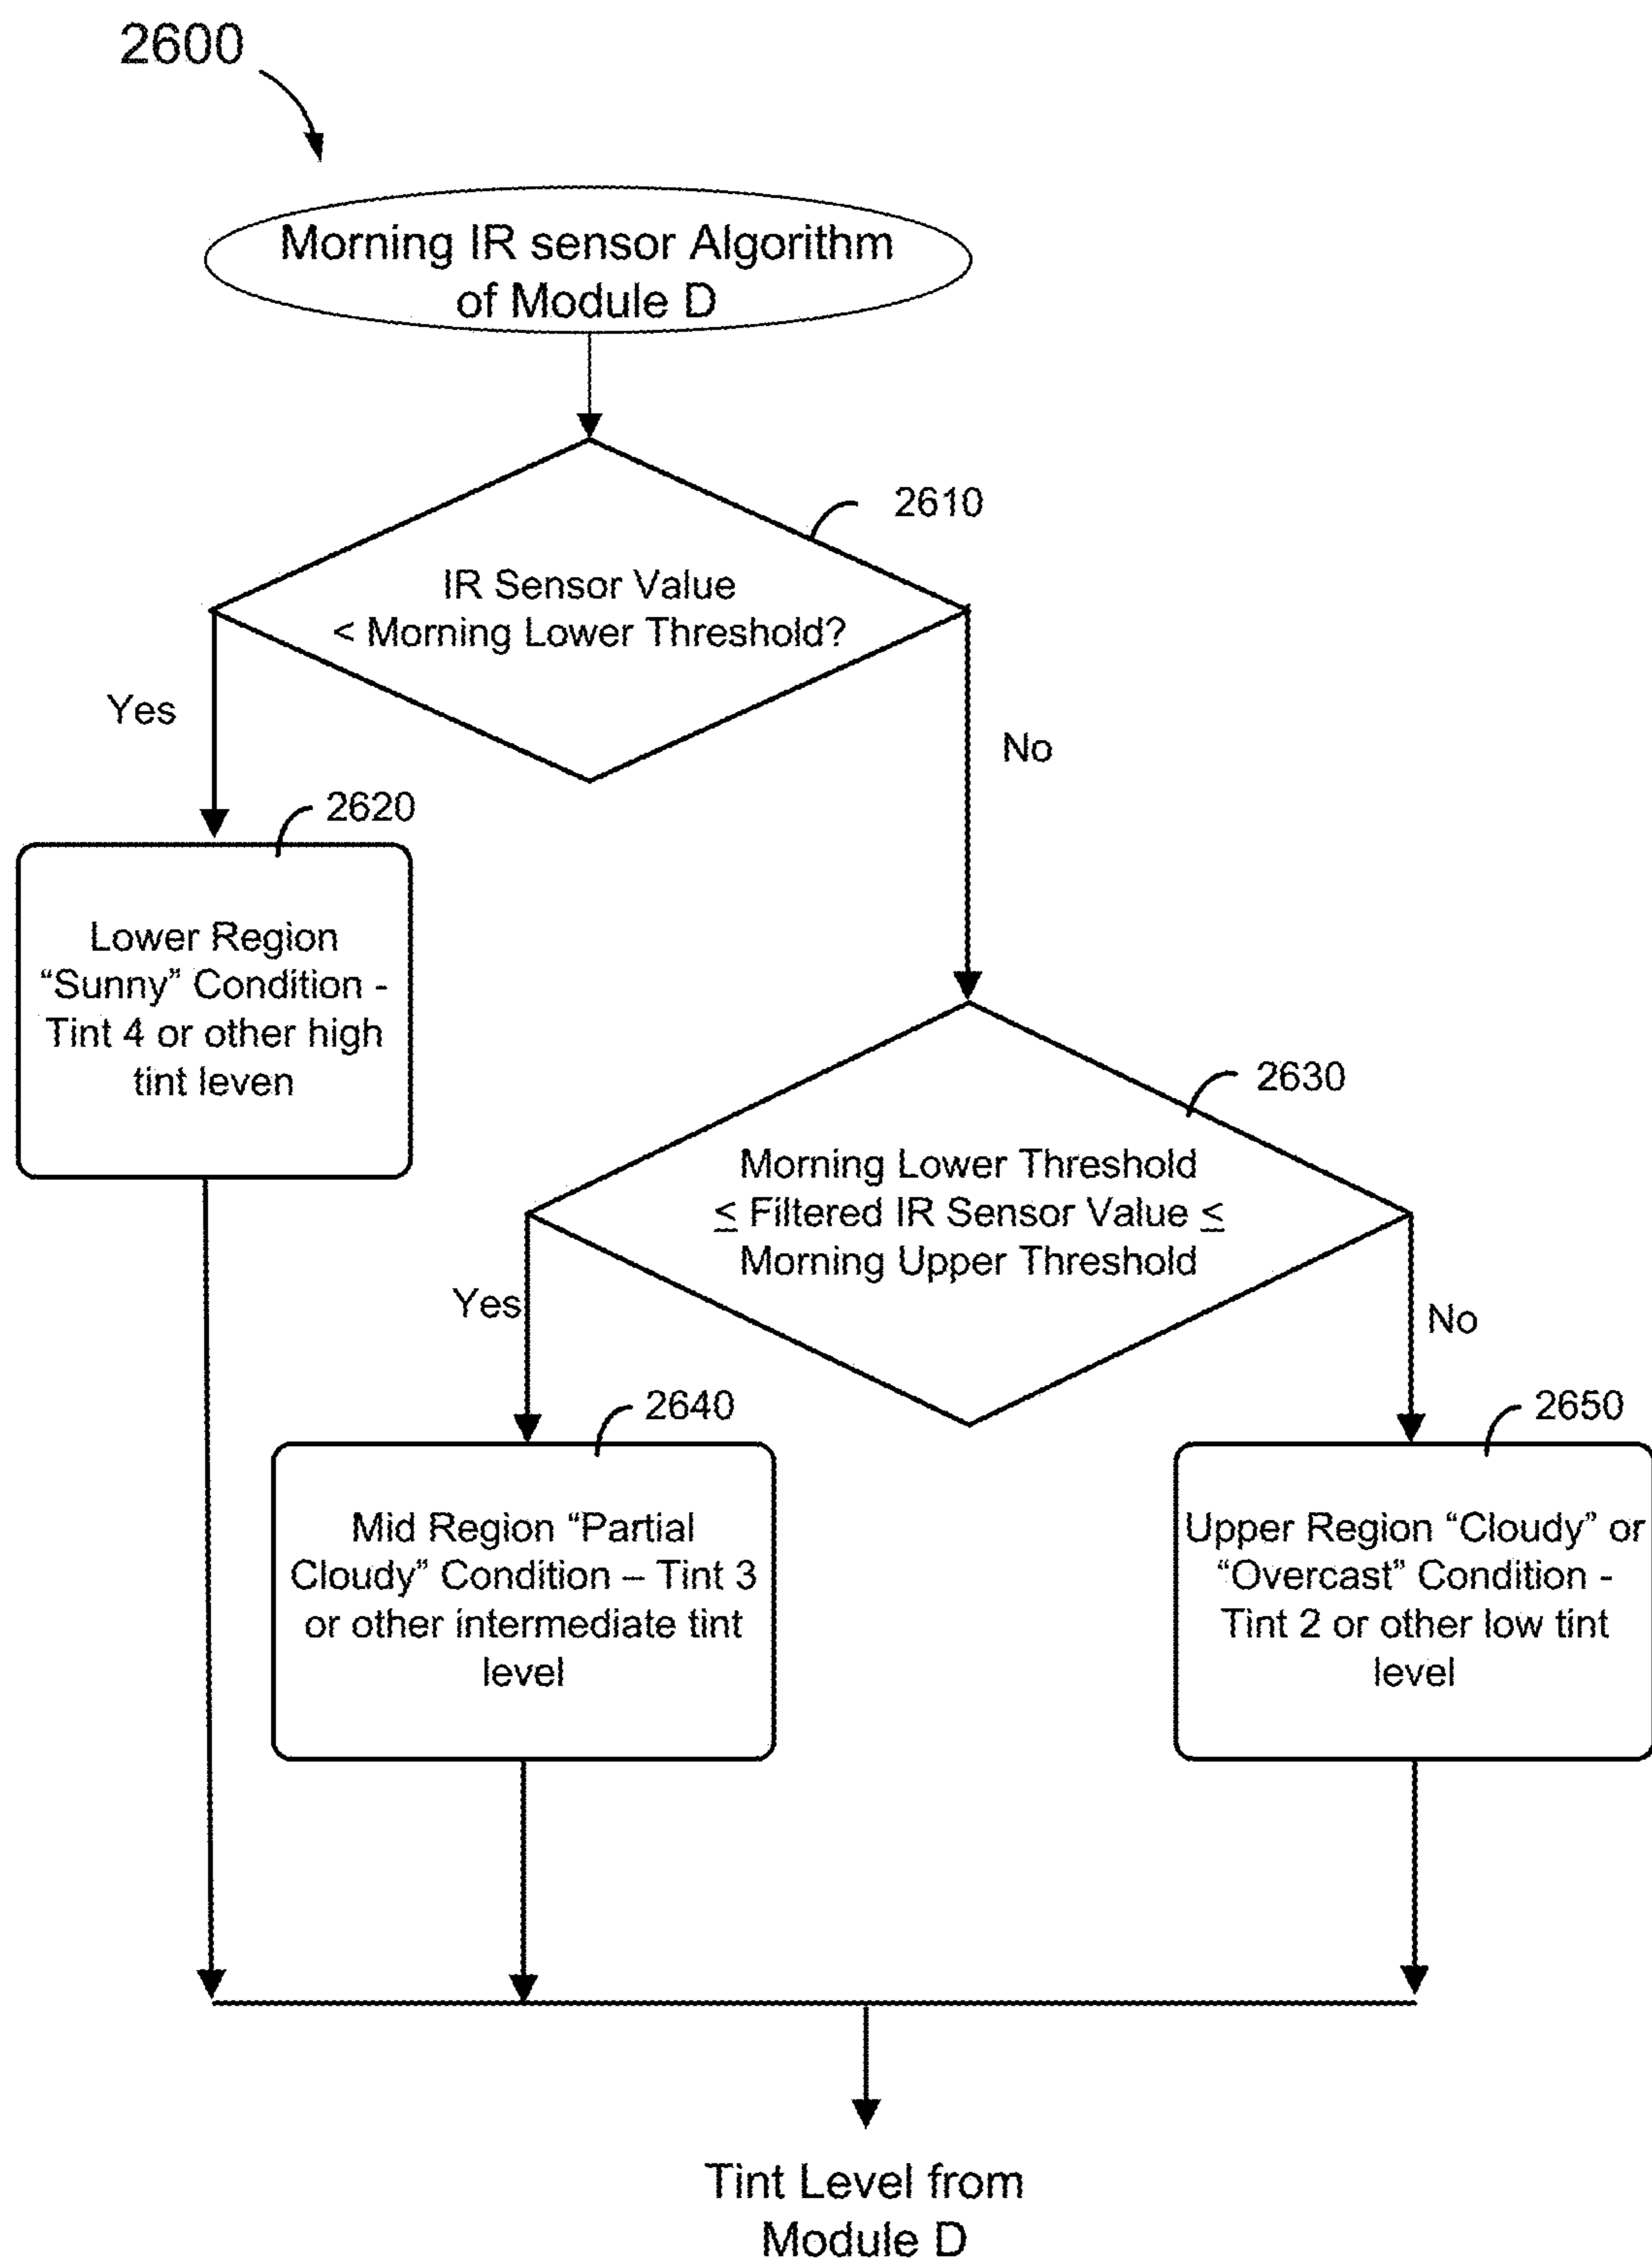 2600
Morning IR sensor Algorithm
of Module D
2610
IR Sensor Value
< Morning Lower Threshold?
Yes
No
2620
Lower Region
“Sunny” Condition -
Tint 4 or other high
tint leven
2630
Morning Lower Threshold
≤ Filtered IR Sensor Value ≤
Morning Upper Threshold
Yes
No
2640
Mid Region “Partial
Cloudy” Condition – Tint 3
or other intermediate tint
level
2650
Upper Region “Cloudy” or
“Overcast” Condition -
Tint 2 or other low tint
level
Tint Level from
Module D